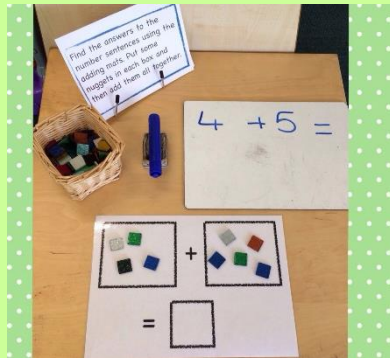 Find the answers to the
number sentences using the
adding mats. Put some
nuggets in each box and
then add them all together.
4 + 5 =
+
=